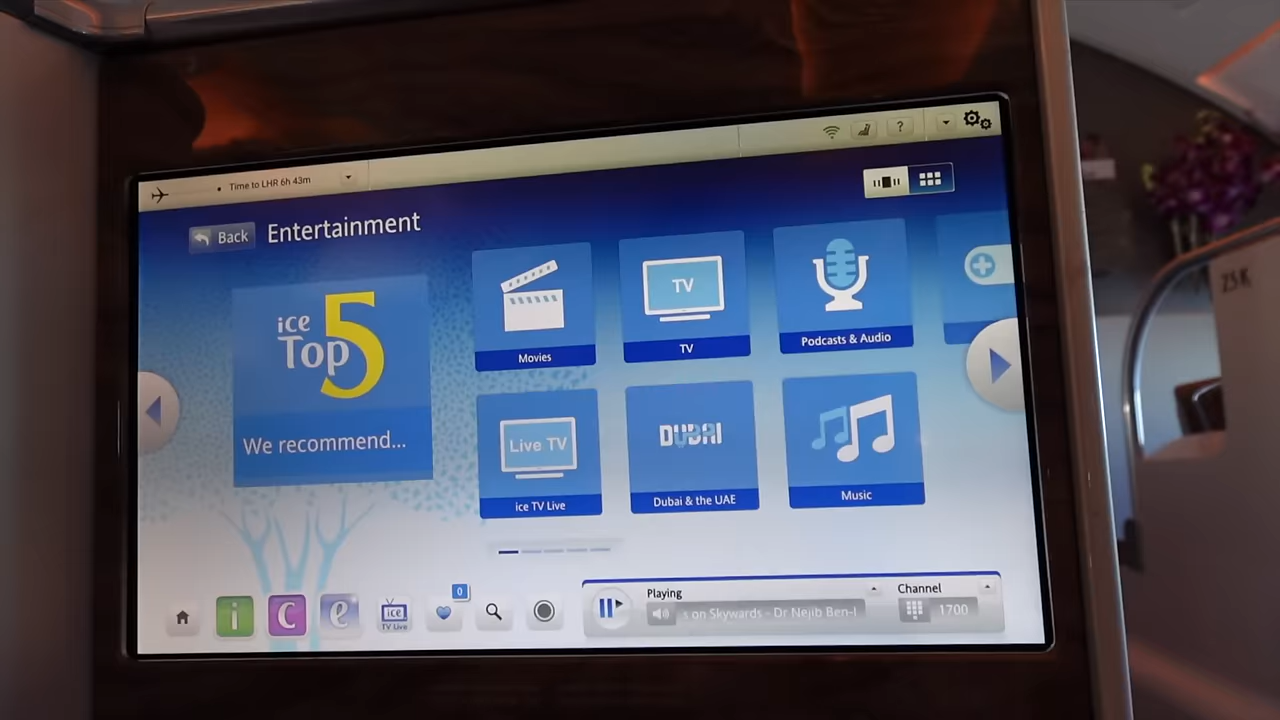 Time to LHR 6h 43m
?
Back
Entertainment
ice
Top 5
We recommend...
Movies
TV
TV
Podcasts & Audio
Live TV
ice TV Live
DUBAI
Dubai & the UAE
Music
i
C
e
ice
TV Live
0
Playing
s on Skywards - Dr Nejib Ben-
Channel
1700